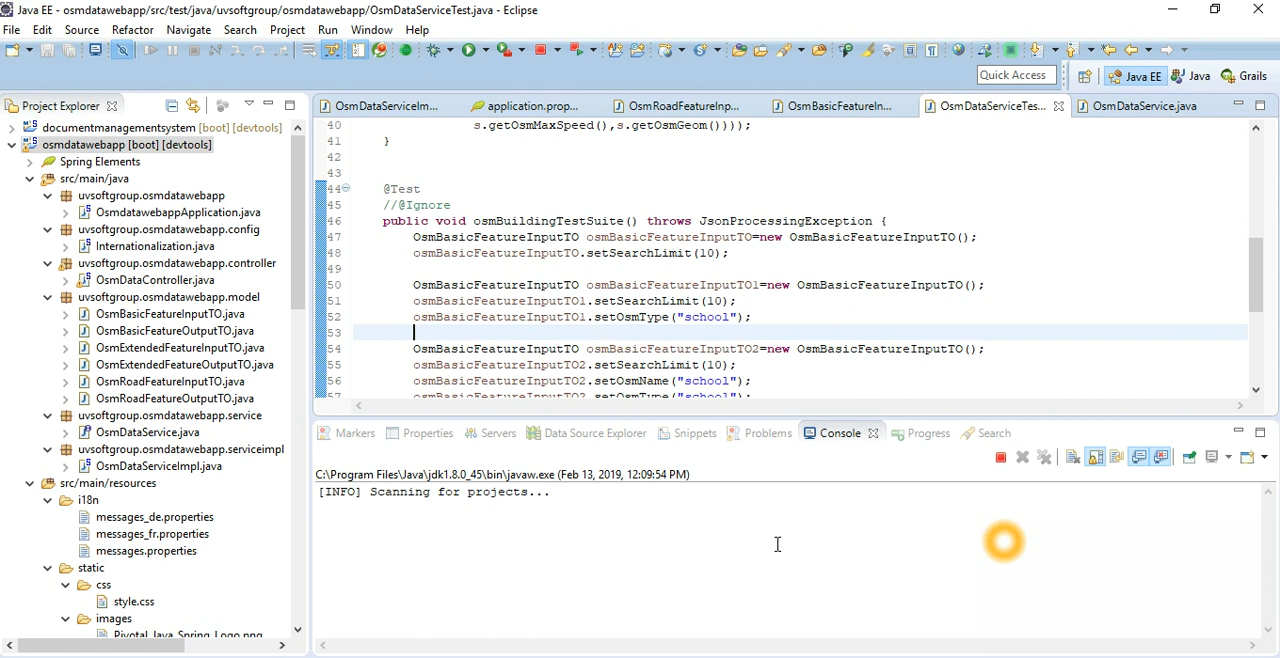 Java EE - osmdatawebapp/src/test/java/uvsoftgroup/osmdatawebapp/OsmDataServiceTest.java - Eclipse
File Edit Source Refactor Navigate Search Project Run Window Help
Quick Access
Java EE
Java
Grails
Project Explorer
documentmanagementsystem [boot] [devtools]
osmdatawebapp [boot] [devtools]
Spring Elements
src/main/java
uvsoftgroup.osmdatawebapp
OsmdatawebappApplication.java
uvsoftgroup.osmdatawebapp.config
Internationalization.java
uvsoftgroup.osmdatawebapp.controller
OsmDataController.java
uvsoftgroup.osmdatawebapp.model
OsmBasicFeatureInputTO.java
OsmBasicFeatureOutputTO.java
OsmExtendedFeatureInputTO.java
OsmExtendedFeatureOutputTO.java
OsmRoadFeatureInputTO.java
OsmRoadFeatureOutputTO.java
uvsoftgroup.osmdatawebapp.service
OsmDataService.java
uvsoftgroup.osmdatawebapp.serviceimpl
OsmDataServiceImpl.java
src/main/resources
i18n
messages_de.properties
messages_fr.properties
messages.properties
static
css
style.css
images
Pivotal_Java_Spring_Logo.png
OsmDataServiceIm...
application.prop...
OsmRoadFeatureInp...
OsmBasicFeatureIn...
OsmDataServiceTes...
OsmDataService.java
40 s.getOsmMaxSpeed(),s.getOsmGeom())));
41 }
42
43
44 @Test
45 //@Ignore
46 public void osmBuildingTestSuite() throws JsonProcessingException {
47 OsmBasicFeatureInputTO osmBasicFeatureInputTO=new OsmBasicFeatureInputTO();
48 osmBasicFeatureInputTO.setSearchLimit(10);
49
50 OsmBasicFeatureInputTO osmBasicFeatureInputTO1=new OsmBasicFeatureInputTO();
51 osmBasicFeatureInputTO1.setSearchLimit(10);
52 osmBasicFeatureInputTO1.setOsmType("school");
53
54 OsmBasicFeatureInputTO osmBasicFeatureInputTO2=new OsmBasicFeatureInputTO();
55 osmBasicFeatureInputTO2.setSearchLimit(10);
56 osmBasicFeatureInputTO2.setOsmName("school");
57 osmBasicFeatureInputTO2.setOsmType("school");
Markers
Properties
Servers
Data Source Explorer
Snippets
Problems
Console
Progress
Search
C:\Program Files\Java\jdk1.8.0_45\bin\javaw.exe (Feb 13, 2019, 12:09:54 PM)
[INFO] Scanning for projects...